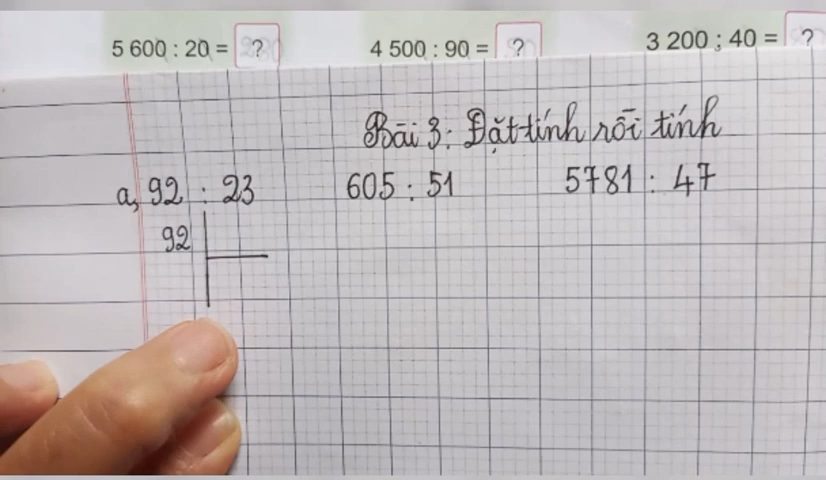 5 600 : 20 = ? 4 500 : 90 = ? 3 200 : 40 = ?
Bài 3: Đặt tính rồi tính
a, 92 : 23 605 : 51 5781 : 47
92